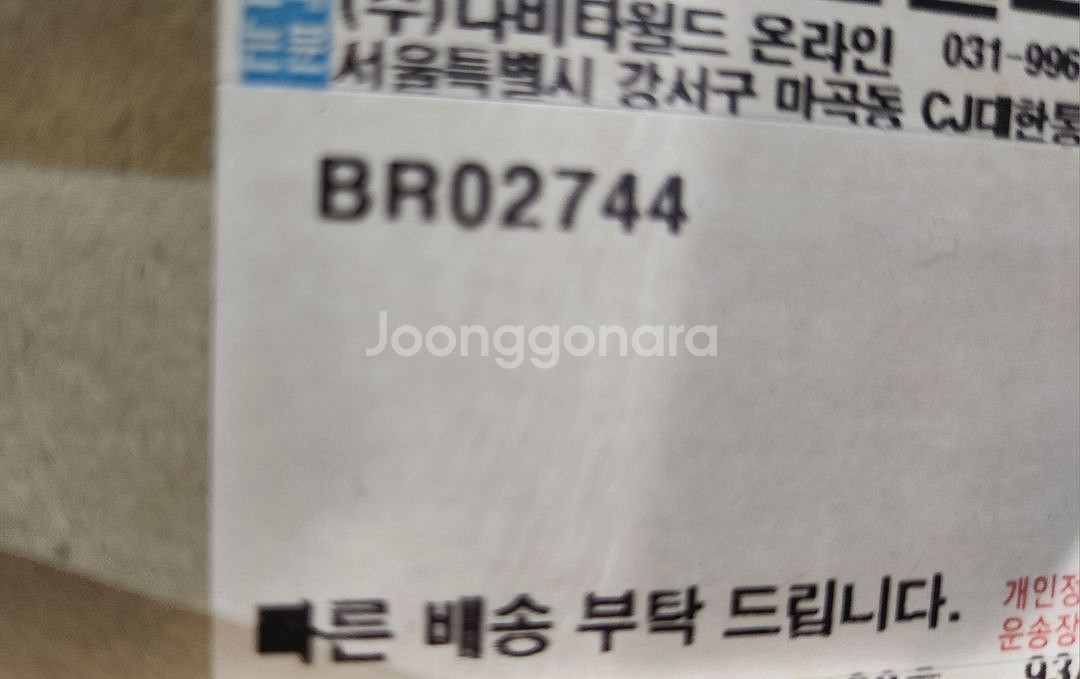 (주)나비타월드 온라인 031-996
서울특별시 강서구 마곡동 CJ대한통
BR02744
Joonggonara
빠른 배송 부탁 드립니다.
개인정
운송장
93